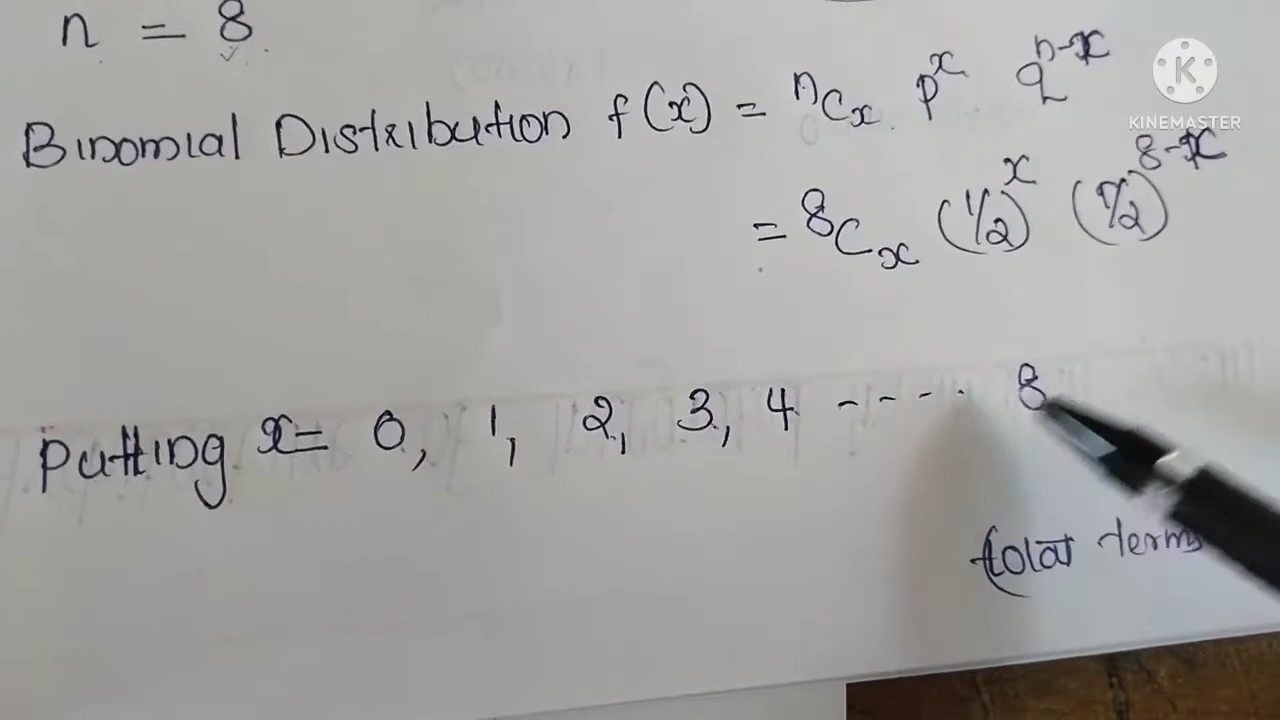 n = 8
Binomial Distribution f(x) = ⁿCₓ pˣ qⁿ⁻ˣ
KINEMASTER
= ⁸Cₓ (1/2)ˣ (1/2)⁸⁻ˣ
Putting x = 0, 1, 2, 3, 4 ---- 8
(total terms